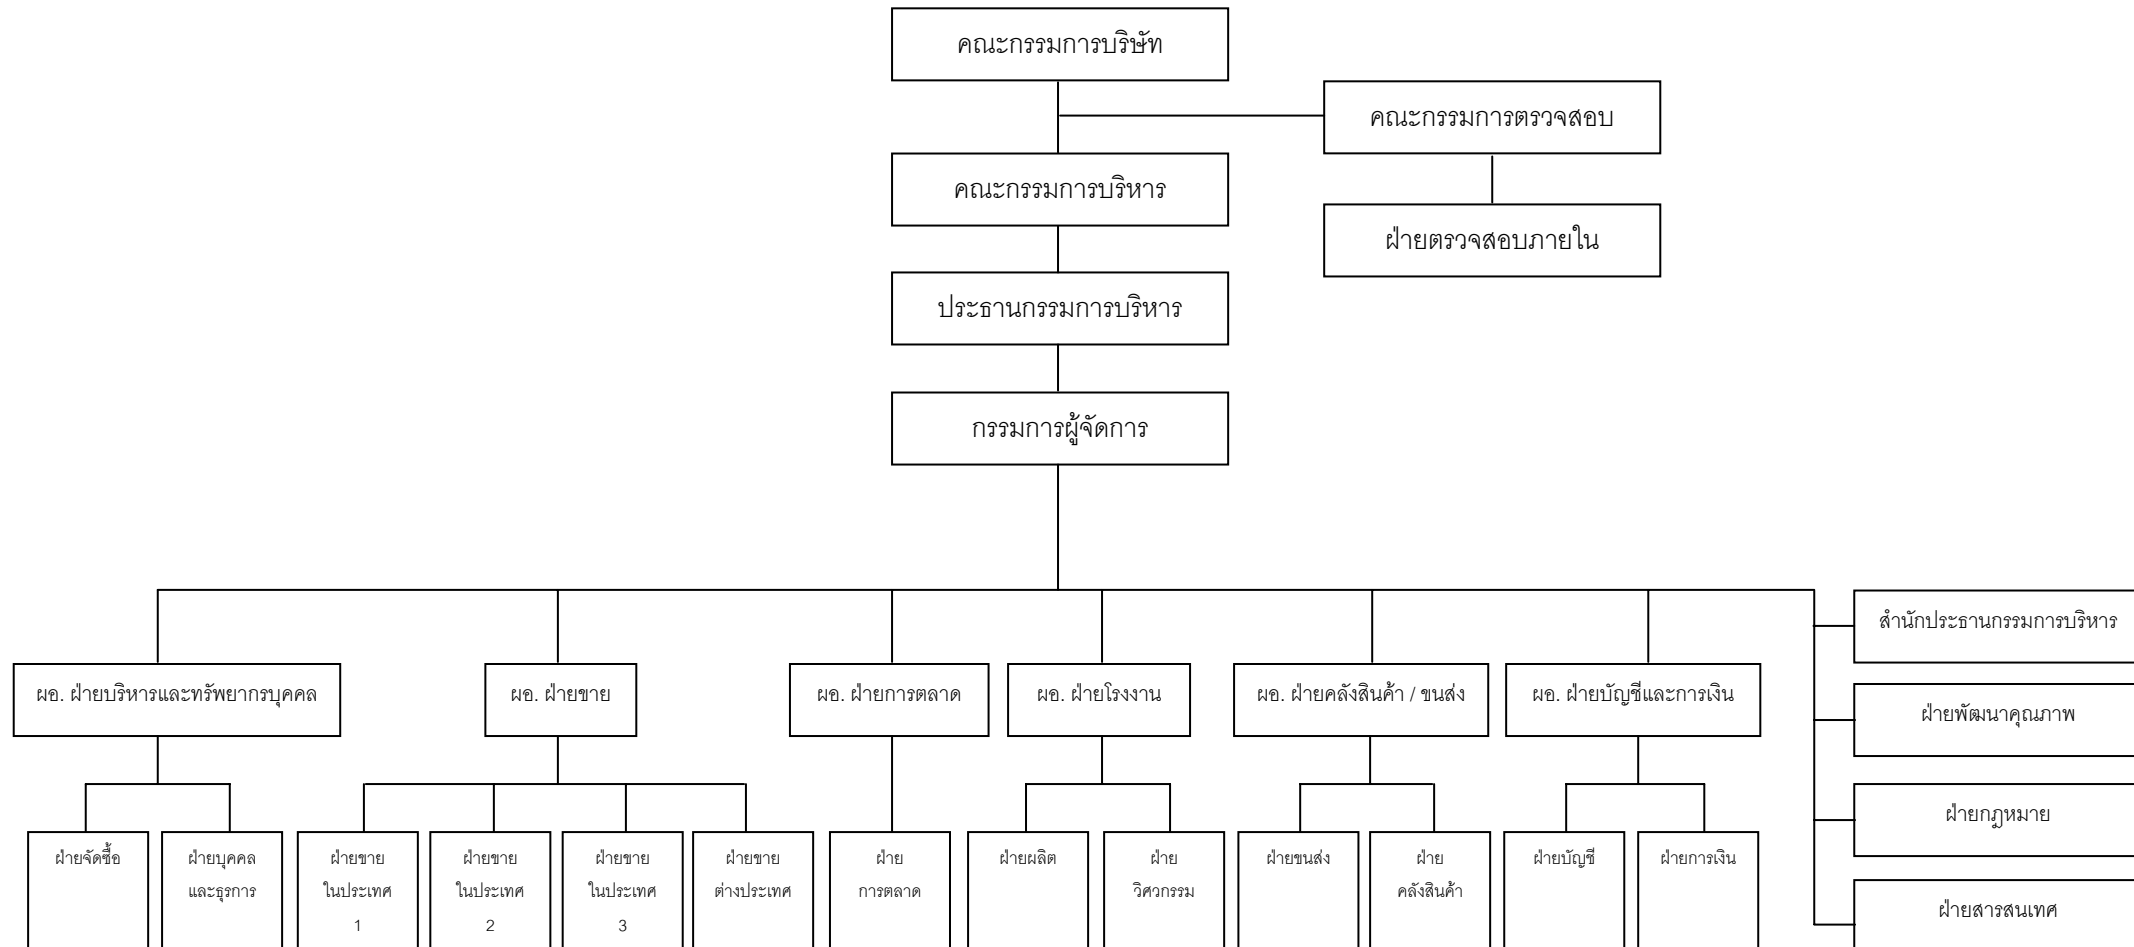 คณะกรรมการบริษัท
คณะกรรมการตรวจสอบ
คณะกรรมการบริหาร
ฝ่ายตรวจสอบภายใน
ประธานกรรมการบริหาร
กรรมการผู้จัดการ
สำนักประธานกรรมการบริหาร
ผอ. ฝ่ายบริหารและทรัพยากรบุคคล
ผอ. ฝ่ายขาย
ผอ. ฝ่ายการตลาด
ผอ. ฝ่ายโรงงาน
ผอ. ฝ่ายคลังสินค้า / ขนส่ง
ผอ. ฝ่ายบัญชีและการเงิน
ฝ่ายพัฒนาคุณภาพ
ฝ่ายกฎหมาย
ฝ่ายจัดซื้อ
ฝ่ายบุคคล
และธุรการ
ฝ่ายขาย
ในประเทศ
1
ฝ่ายขาย
ในประเทศ
2
ฝ่ายขาย
ในประเทศ
3
ฝ่ายขาย
ต่างประเทศ
ฝ่าย
การตลาด
ฝ่ายผลิต
ฝ่าย
วิศวกรรม
ฝ่ายขนส่ง
ฝ่าย
คลังสินค้า
ฝ่ายบัญชี
ฝ่ายการเงิน
ฝ่ายสารสนเทศ